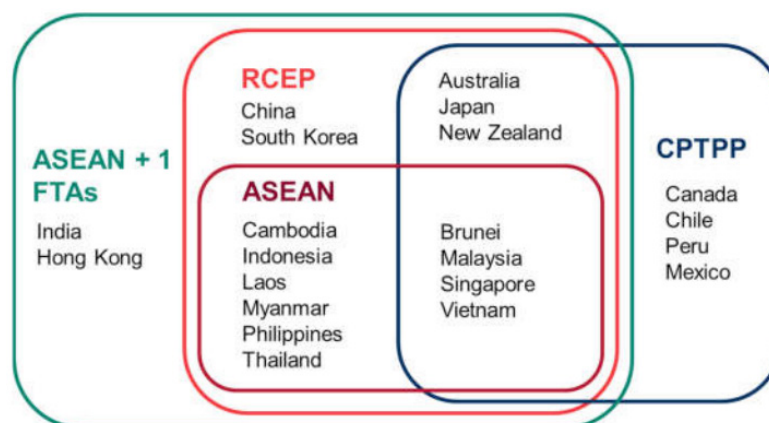 RCEP
China
South Korea
Australia
Japan
New Zealand
ASEAN + 1
FTAs
India
Hong Kong
ASEAN
Cambodia
Indonesia
Laos
Myanmar
Philippines
Thailand
Brunei
Malaysia
Singapore
Vietnam
CPTPP
Canada
Chile
Peru
Mexico